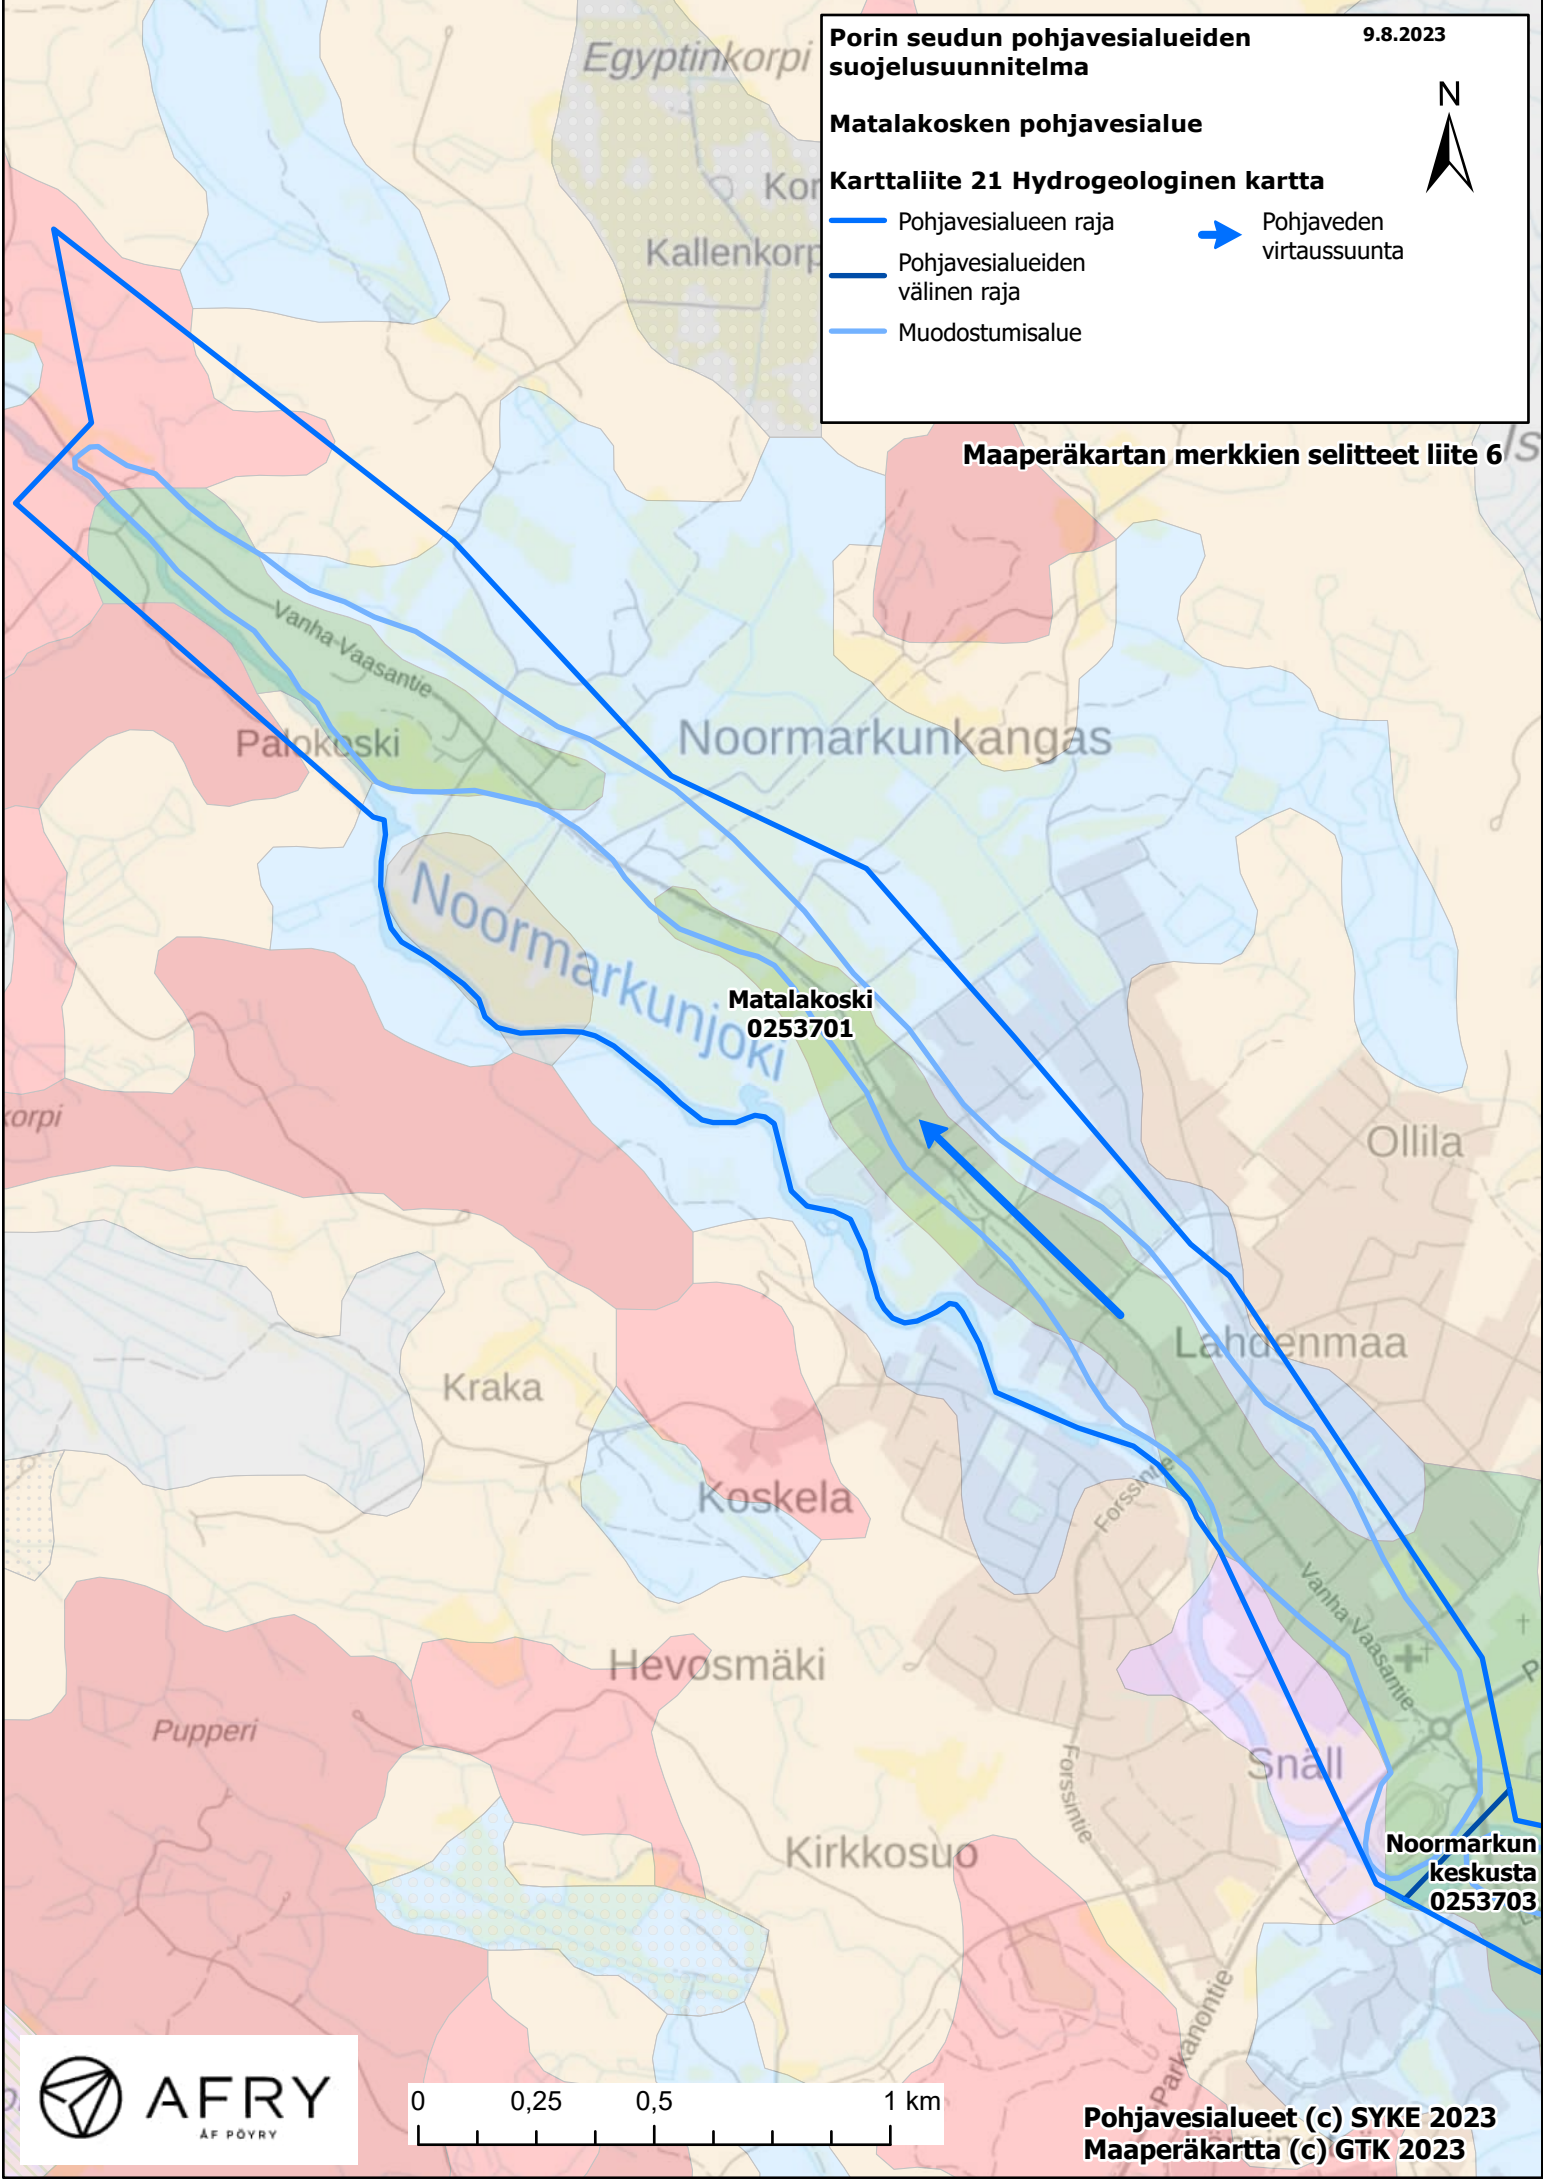 Porin seudun pohjavesialueiden
suojelusuunnitelma
9.8.2023
Matalakosken pohjavesialue
N
Karttaliite 21 Hydrogeologinen kartta
Pohjavesialueen raja
Pohjaveden
virtaussuunta
Pohjavesialueiden
välinen raja
Muodostumisalue
Maaperäkartan merkkien selitteet liite 6
Egyptinkorpi
Kor
Kallenkorp
Is
Vanha-Vaasantie
Palokoski
Noormarkunkangas
Noormarkunjoki
Matalakoski
0253701
korpi
Ollila
Lahdenmaa
Kraka
Koskela
Forssintie
Vanha Vaasantie
Hevosmäki
Pupperi
P
Snäll
Forssintie
Kirkkosuo
Noormarkun
keskusta
0253703
Parkanontie
AFRY
ÅF PÖYRY
0 0,25 0,5 1 km
Pohjavesialueet (c) SYKE 2023
Maaperäkartta (c) GTK 2023